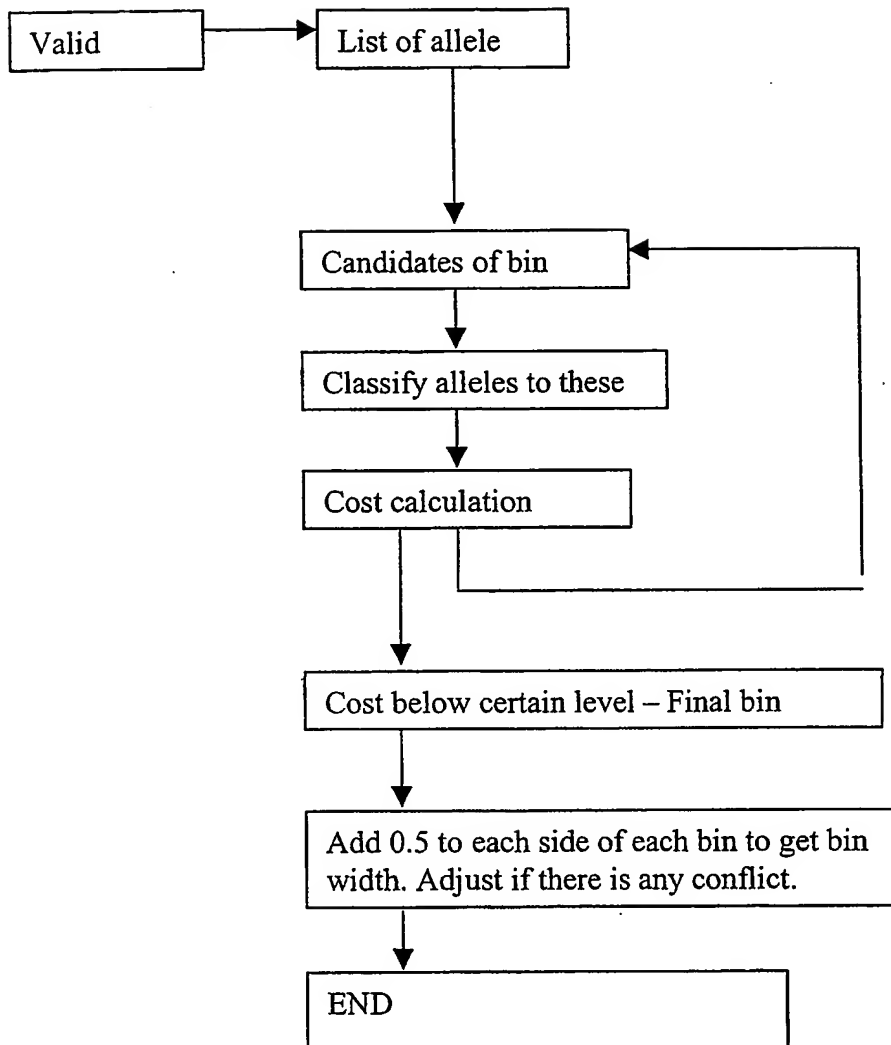 Valid
List of allele
Candidates of bin
Classify alleles to these
Cost calculation
Cost below certain level – Final bin
Add 0.5 to each side of each bin to get bin
width. Adjust if there is any conflict.
END